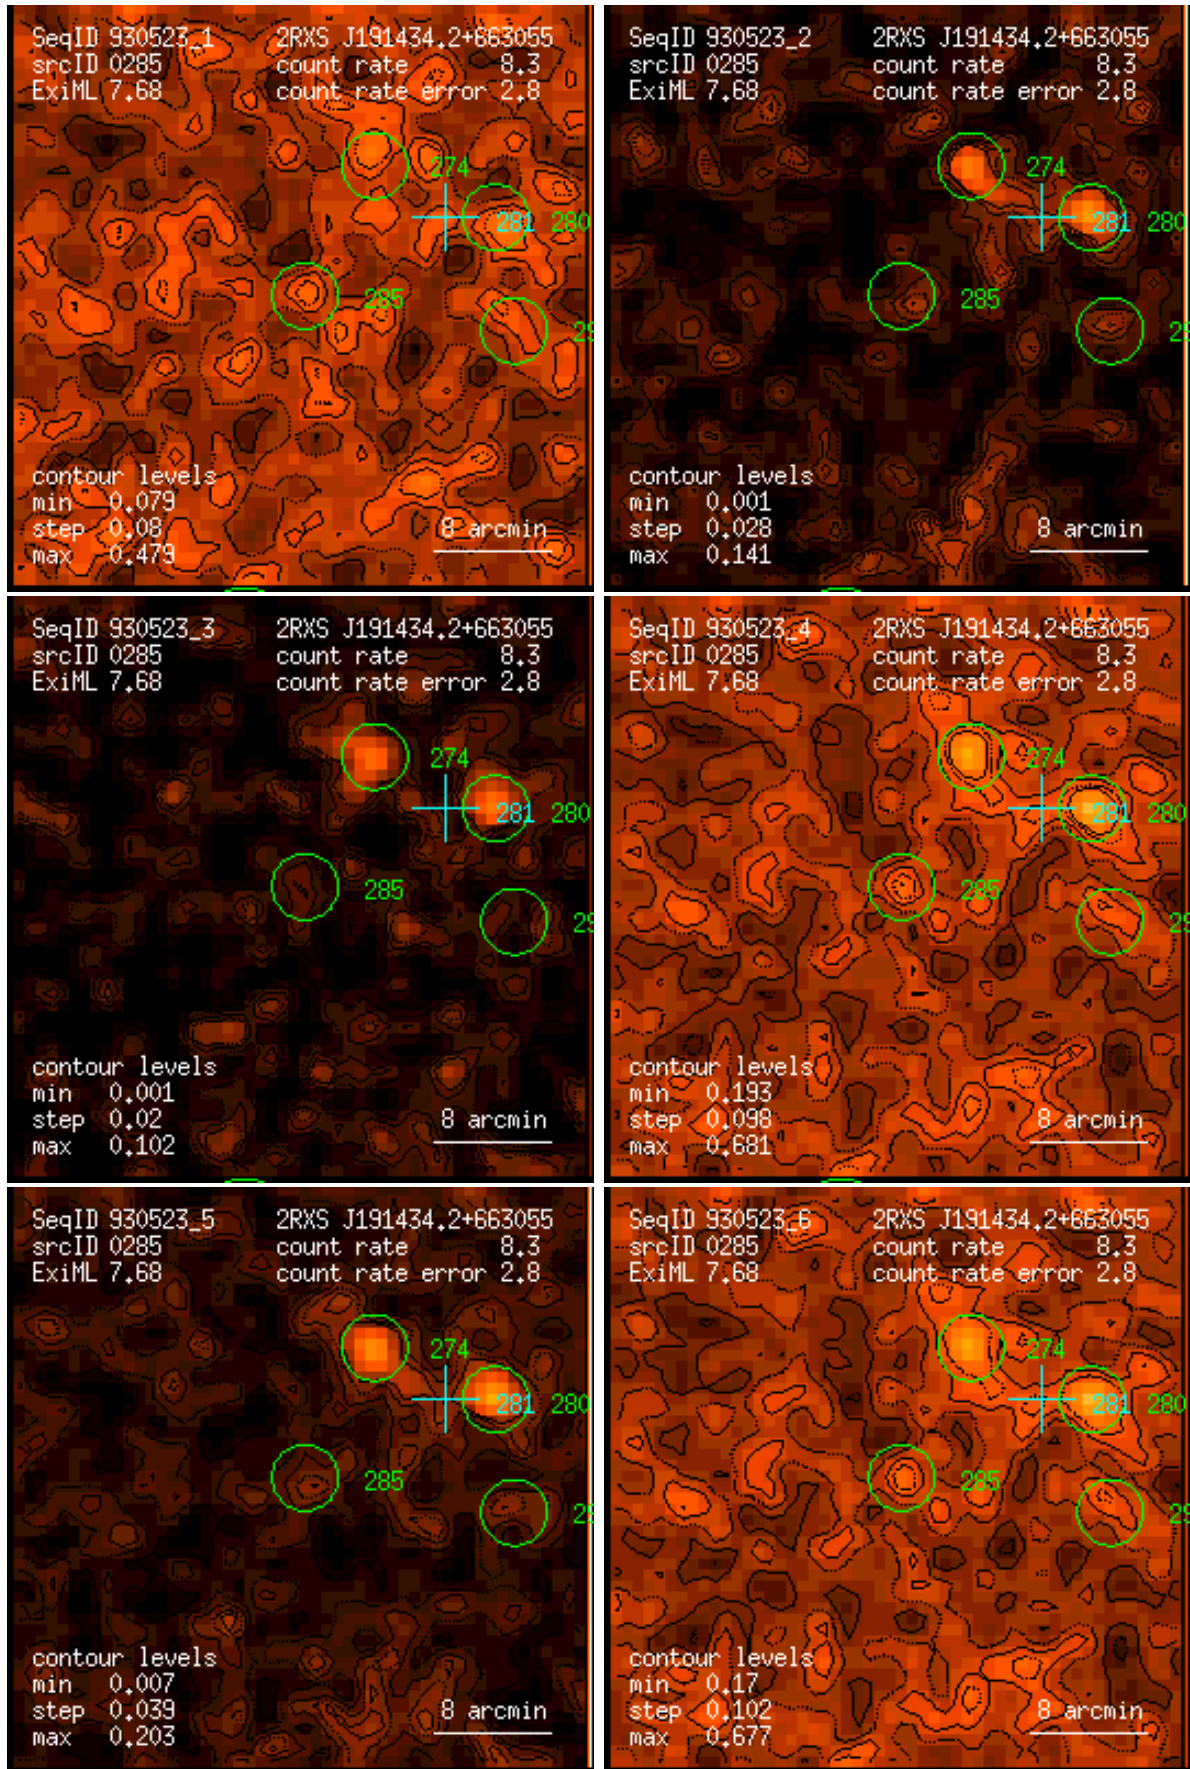 SeqID 930523_1 2RXS J191434.2+663055
srcID 0285 count rate 8.3
ExiML 7.68 count rate error 2.8
274
281 280
285
29
contour levels
min 0.079
step 0.08 8 arcmin
max 0.479
SeqID 930523_2 2RXS J191434.2+663055
srcID 0285 count rate 8.3
ExiML 7.68 count rate error 2.8
274
281 280
285
29
contour levels
min 0.001
step 0.028 8 arcmin
max 0.141
SeqID 930523_3 2RXS J191434.2+663055
srcID 0285 count rate 8.3
ExiML 7.68 count rate error 2.8
274
281 280
285
29
contour levels
min 0.001
step 0.02 8 arcmin
max 0.102
SeqID 930523_4 2RXS J191434.2+663055
srcID 0285 count rate 8.3
ExiML 7.68 count rate error 2.8
274
281 280
285
29
contour levels
min 0.193
step 0.098 8 arcmin
max 0.681
SeqID 930523_5 2RXS J191434.2+663055
srcID 0285 count rate 8.3
ExiML 7.68 count rate error 2.8
274
281 280
285
29
contour levels
min 0.007
step 0.039 8 arcmin
max 0.203
SeqID 930523_6 2RXS J191434.2+663055
srcID 0285 count rate 8.3
ExiML 7.68 count rate error 2.8
274
281 280
285
29
contour levels
min 0.17
step 0.102 8 arcmin
max 0.677